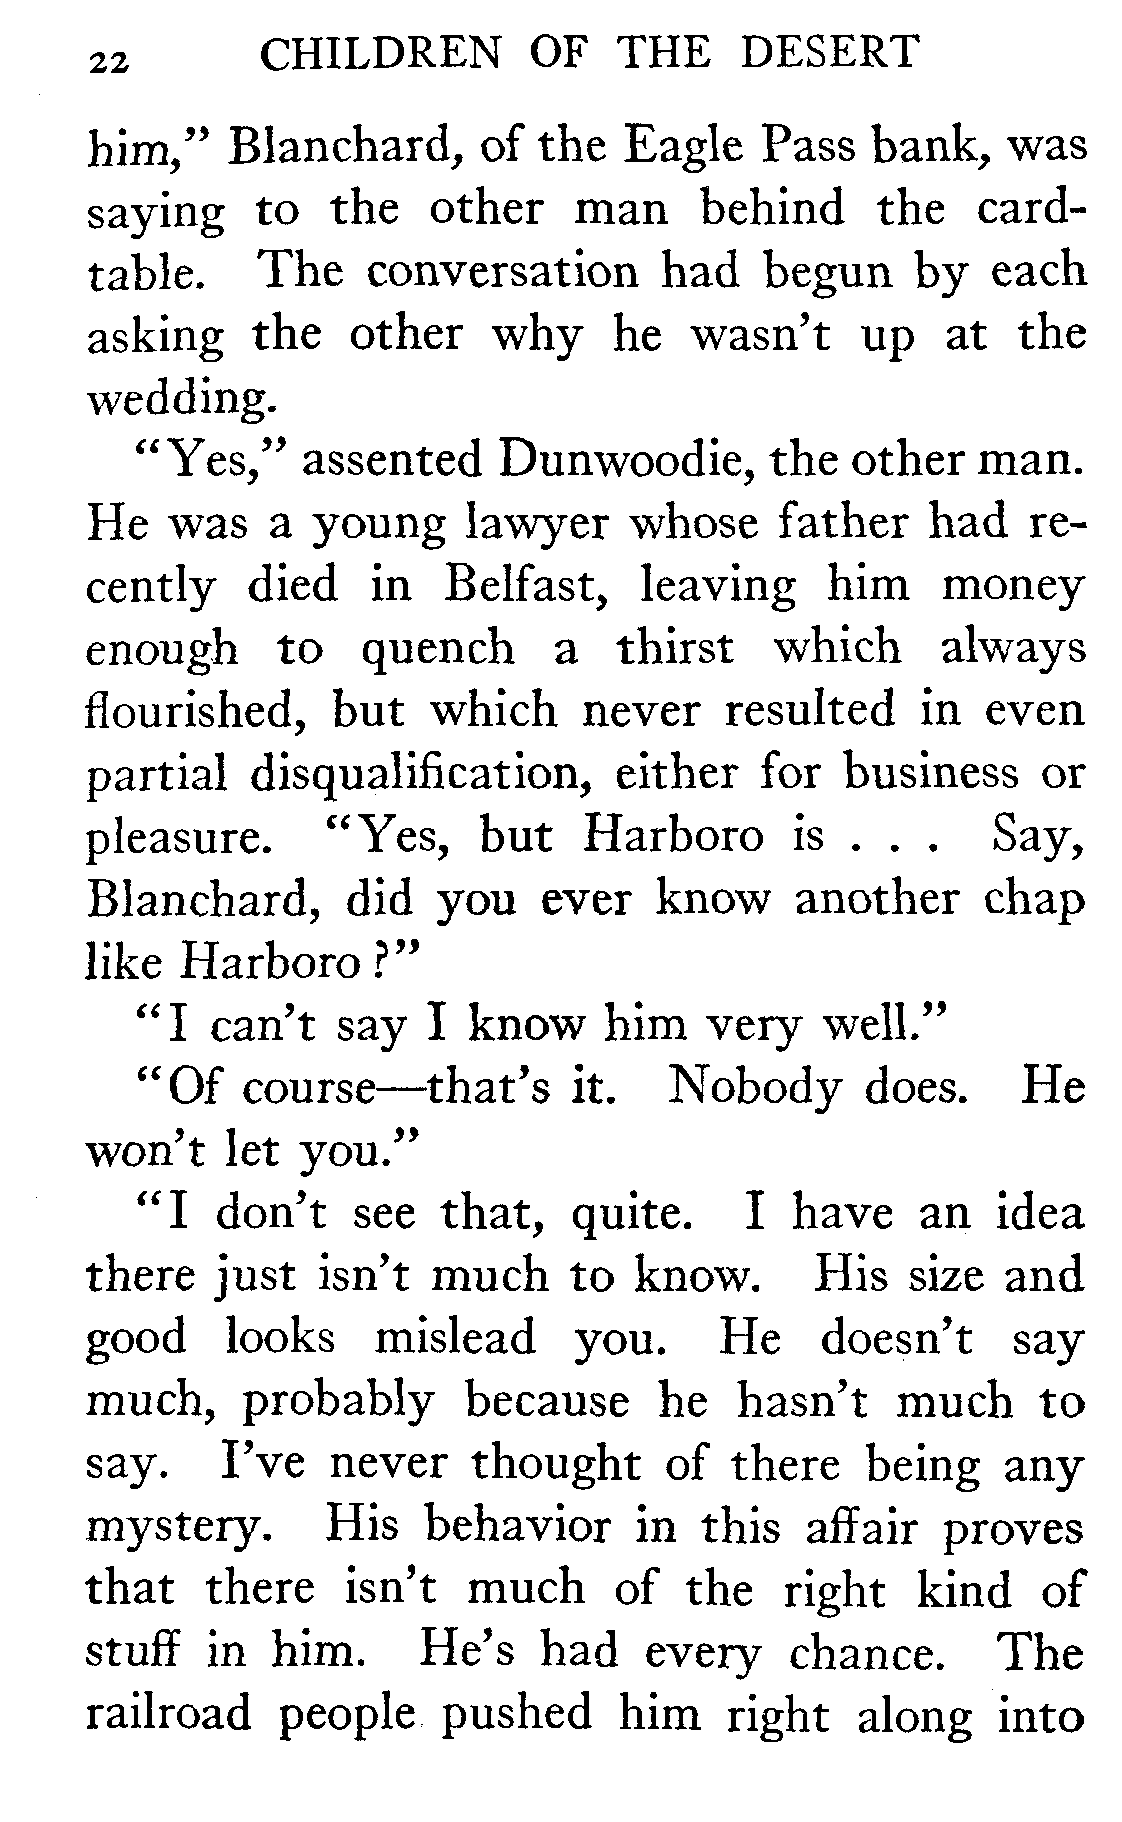 22 CHILDREN OF THE DESERT
him,” Blanchard, of the Eagle Pass bank, was
saying to the other man behind the card-
table. The conversation had begun by each
asking the other why he wasn’t up at the
wedding.
“Yes,” assented Dunwoodie, the other man.
He was a young lawyer whose father had re-
cently died in Belfast, leaving him money
enough to quench a thirst which always
flourished, but which never resulted in even
partial disqualification, either for business or
pleasure. “Yes, but Harboro is . . . Say,
Blanchard, did you ever know another chap
like Harboro?”
“I can’t say I know him very well.”
“Of course—that’s it. Nobody does. He
won’t let you.”
“I don’t see that, quite. I have an idea
there just isn’t much to know. His size and
good looks mislead you. He doesn’t say
much, probably because he hasn’t much to
say. I’ve never thought of there being any
mystery. His behavior in this affair proves
that there isn’t much of the right kind of
stuff in him. He’s had every chance. The
railroad people pushed him right along into